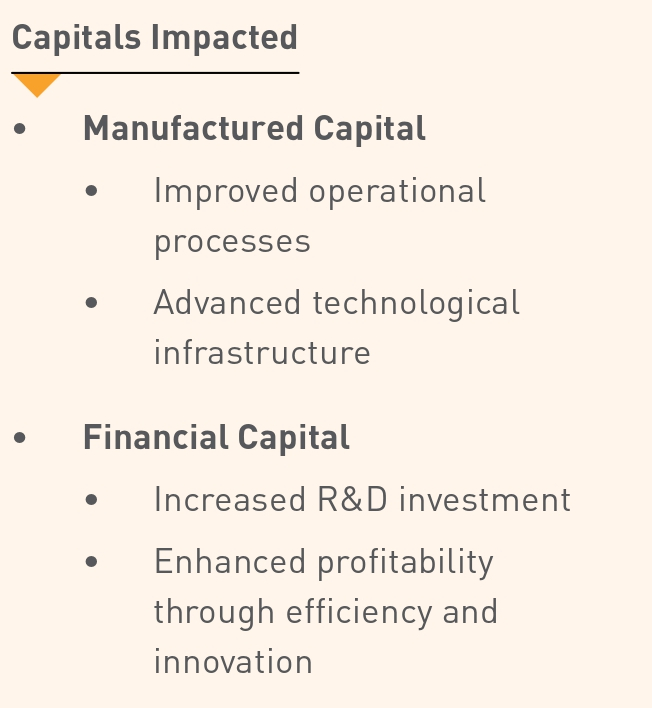 Capitals Impacted
• Manufactured Capital
• Improved operational
processes
• Advanced technological
infrastructure
• Financial Capital
• Increased R&D investment
• Enhanced profitability
through efficiency and
innovation